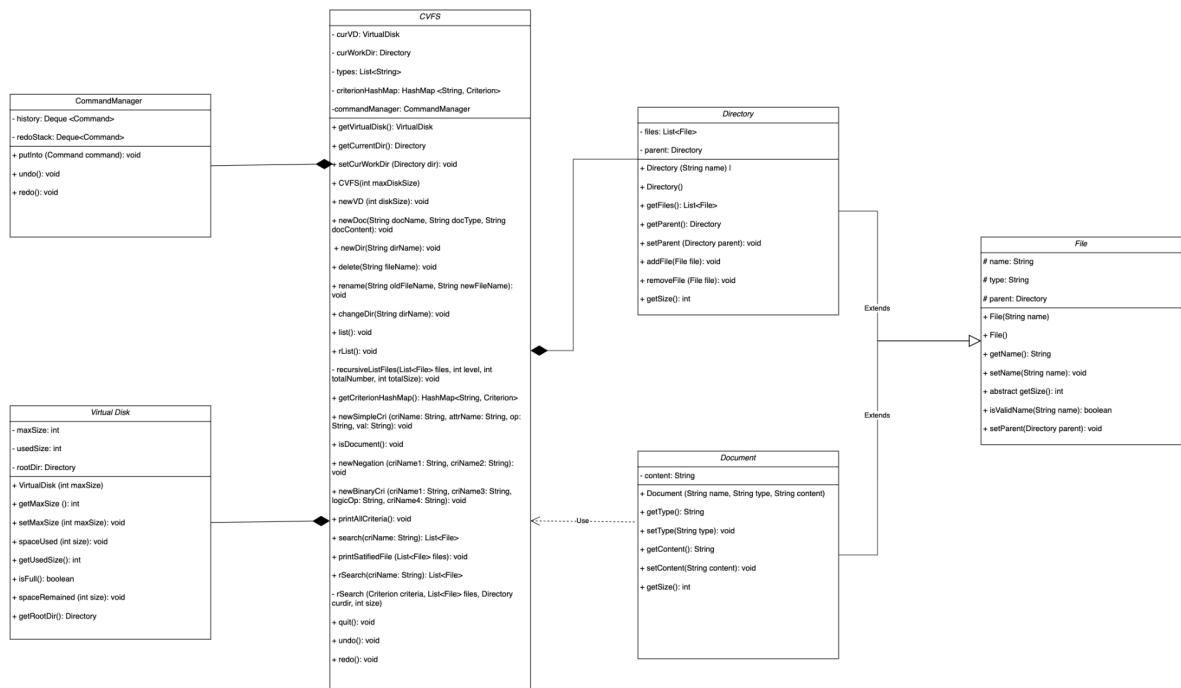 CommandManager
- history: Deque <Command>
- redoStack: Deque<Command>
+ putInto (Command command): void
+ undo(): void
+ redo(): void
Virtual Disk
- maxSize: int
- usedSize: int
- rootDir: Directory
+ VirtualDisk (int maxSize)
+ getMaxSize (): int
+ setMaxSize (int maxSize): void
+ spaceUsed (int size): void
+ getUsedSize(): int
+ isFull(): boolean
+ spaceRemained (int size): void
+ getRootDir(): Directory
CVFS
- curVD: VirtualDisk
- curWorkDir: Directory
- types: List<String>
- criterionHashMap: HashMap <String, Criterion>
-commandManager: CommandManager
+ getVirtualDisk(): VirtualDisk
+ getCurrentDir(): Directory
+ setCurWorkDir (Directory dir): void
+ CVFS(int maxDiskSize)
+ newVD (int diskSize): void
+ newDoc(String docName, String docType, String
docContent): void
+ newDir(String dirName): void
+ delete(String fileName): void
+ rename(String oldFileName, String newFileName):
void
+ changeDir(String dirName): void
+ list(): void
+ rList(): void
- recursiveListFiles(List<File> files, int level, int
totalNumber, int totalSize): void
+ getCriterionHashMap(): HashMap<String, Criterion>
+ newSimpleCri (criName: String, attrName: String, op:
String, val: String): void
+ isDocument(): void
+ newNegation (criName1: String, criName2: String):
void
+ newBinaryCri (criName1: String, criName3: String,
logicOp: String, criName4: String): void
+ printAllCriteria(): void
+ search(criName: String): List<File>
+ printSatifiedFile (List<File> files): void
+ rSearch(criName: String): List<File>
- rSearch (Criterion criteria, List<File> files, Directory
curdir, int size)
+ quit(): void
+ undo(): void
+ redo(): void
Directory
- files: List<File>
- parent: Directory
+ Directory (String name) l
+ Directory()
+ getFiles(): List<File>
+ getParent(): Directory
+ setParent (Directory parent): void
+ addFile(File file): void
+ removeFile (File file): void
+ getSize(): int
Document
- content: String
+ Document (String name, String type, String content)
+ getType(): String
+ setType(String type): void
+ getContent(): String
+ setContent(String content): void
+ getSize(): int
Use
Extends
Extends
File
# name: String
# type: String
# parent: Directory
+ File(String name)
+ File()
+ getName(): String
+ setName(String name): void
+ abstract getSize(): int
+ isValidName(String name): boolean
+ setParent(Directory parent): void